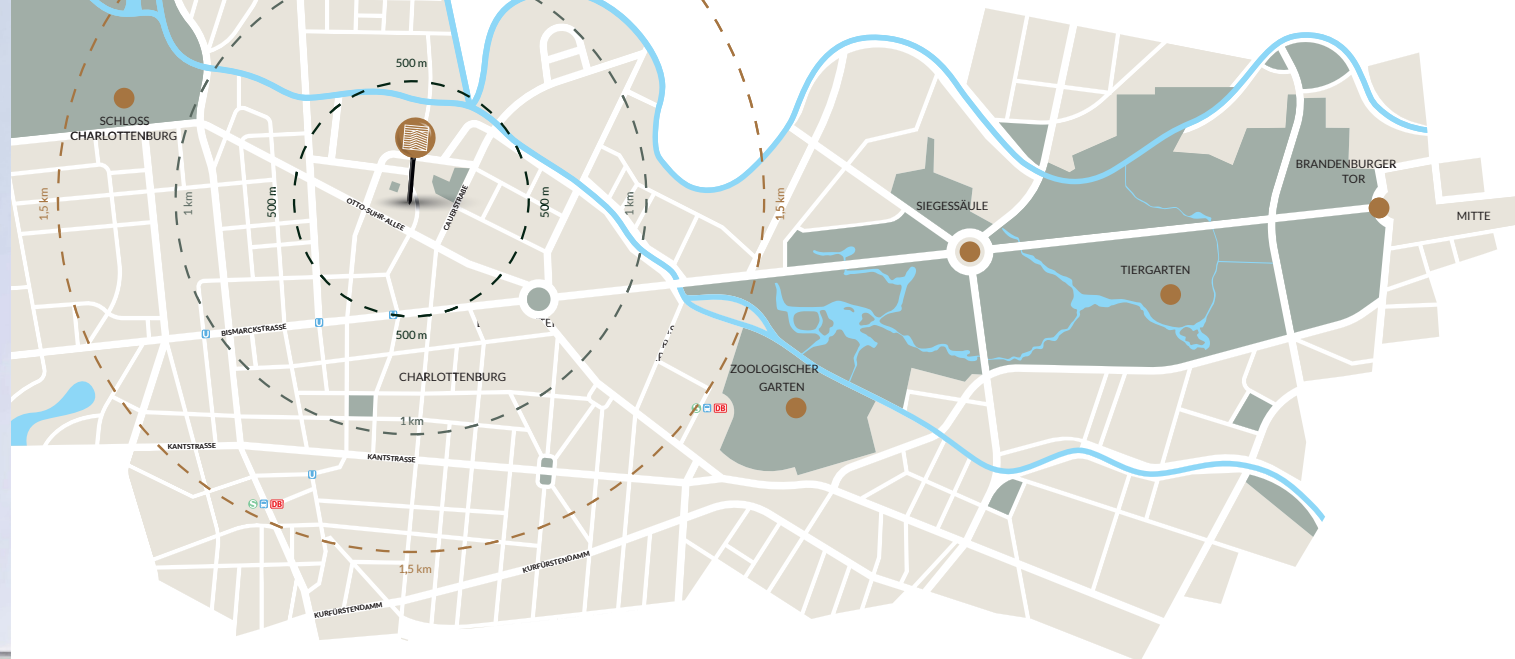 500 m
SCHLOSS
CHARLOTTENBURG
1,5 km
1 km
500 m
OTTO-SUHR-ALLEE
CAUERSTRAßE
500 m
1 km
1,5 km
SIEGESSÄULE
BRANDENBURGER
TOR
MITTE
TIERGARTEN
U
BISMARCKSTRASSE
U
U
500 m
CHARLOTTENBURG
ZOOLOGISCHER
GARTEN
S
DB
1 km
KANTSTRASSE
KANTSTRASSE
U
S
DB
1,5 km
KURFÜRSTENDAMM
KURFÜRSTENDAMM